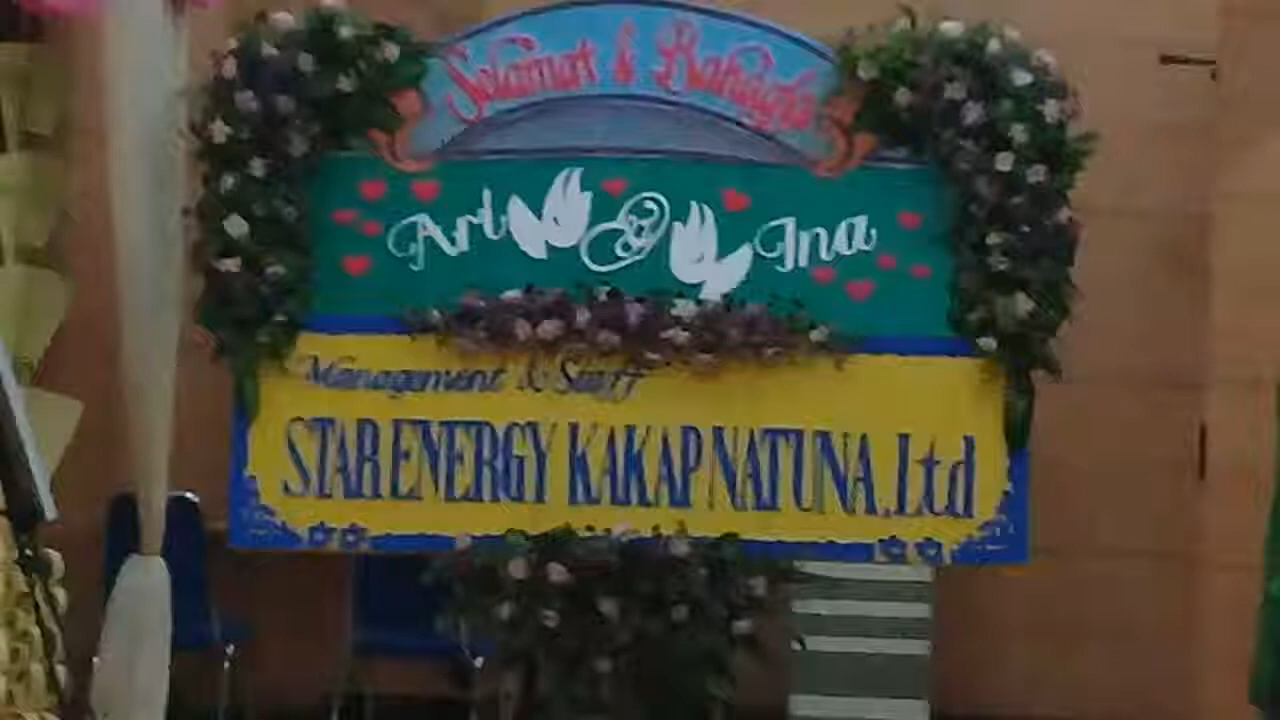 Selamat & Bahagia
Ari & Ina
Management & Staff
STAR ENERGY KAKAP NATUNA.Ltd